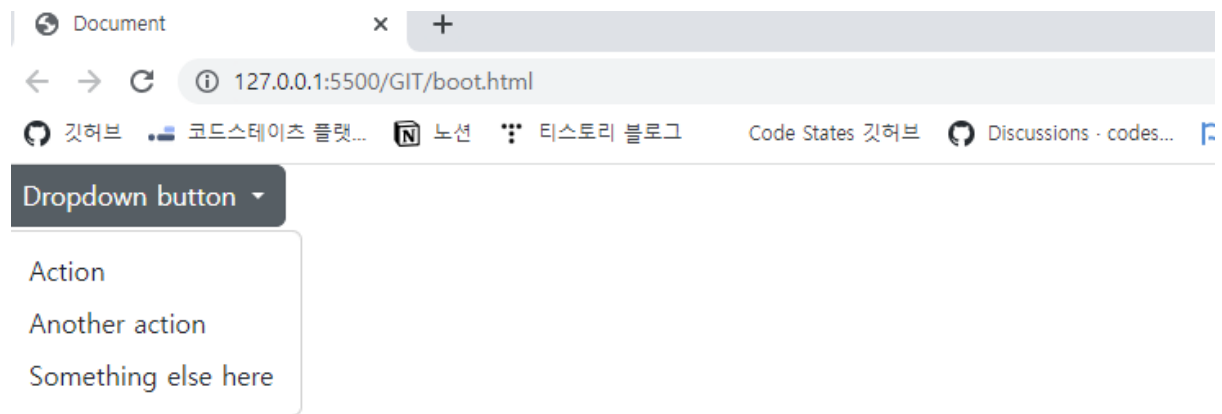 Document
127.0.0.1:5500/GIT/boot.html
깃허브 코드스테이츠 플랫... 노션 티스토리 블로그 Code States 깃허브 Discussions · codes...
Dropdown button
Action
Another action
Something else here